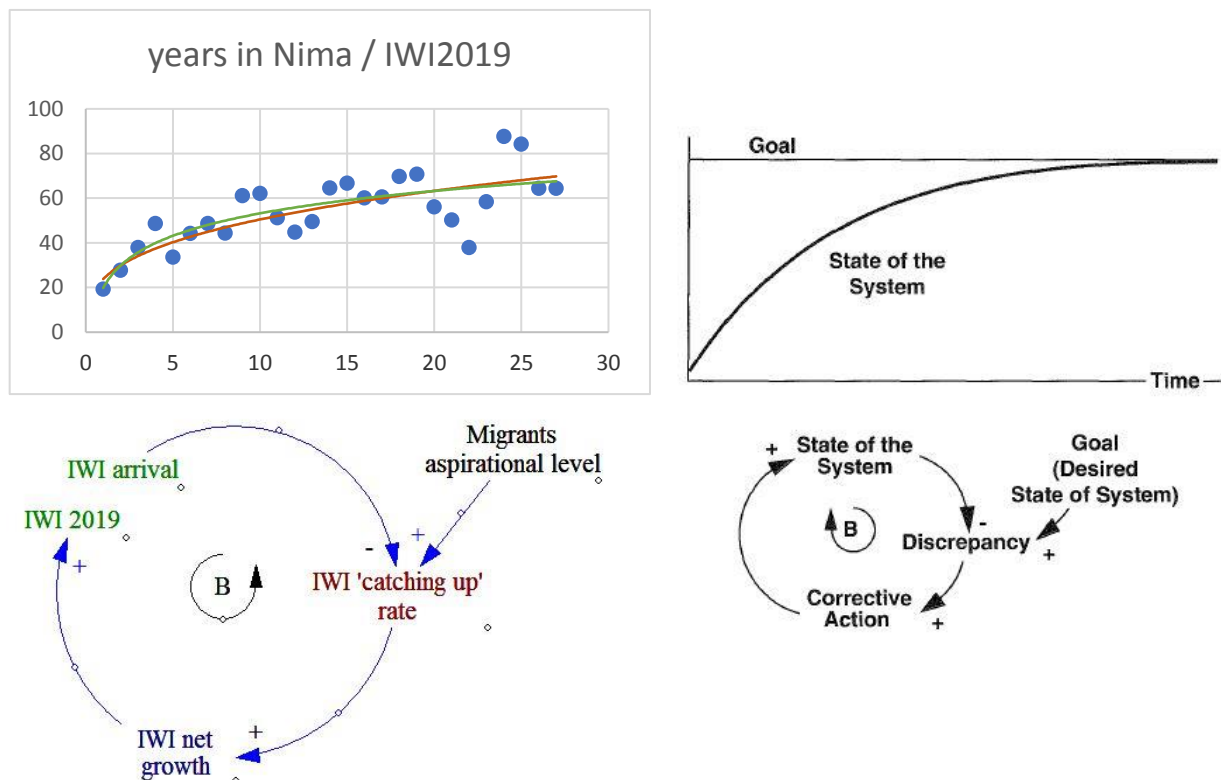 years in Nima / IWI2019
100
80
60
40
20
0
0 5 10 15 20 25 30
Goal
State of the
System
Time
IWI arrival
IWI 2019
+
B
Migrants
aspirational level
- +
IWI 'catching up'
rate
+
IWI net
growth
+ State of the
System
B
Goal
(Desired
State of System)
-
Discrepancy
+
Corrective
Action
+